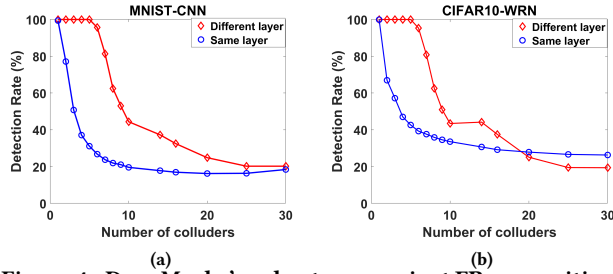 MNIST-CNN
100
80
60
40
20
0
Detection Rate (%)
Different layer
Same layer
0
10
20
30
Number of colluders
(a)
CIFAR10-WRN
100
80
60
40
20
0
Detection Rate (%)
Different layer
Same layer
0
10
20
30
Number of colluders
(b)